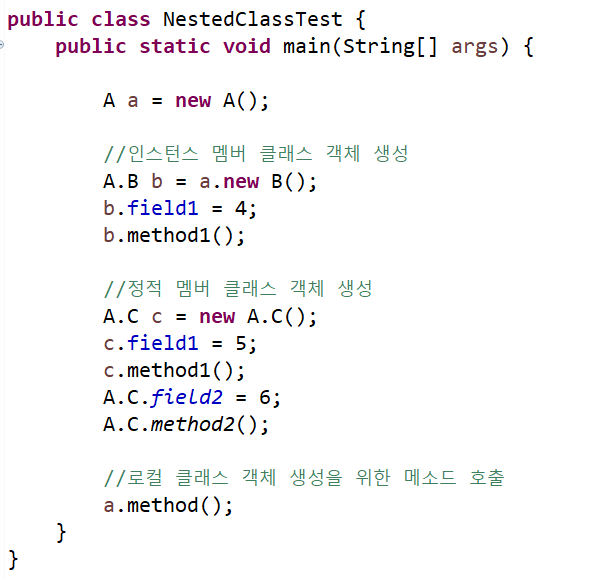 public class NestedClassTest {
    public static void main(String[] args) {

        A a = new A();

        //인스턴스 멤버 클래스 객체 생성
        A.B b = a.new B();
        b.field1 = 4;
        b.method1();

        //정적 멤버 클래스 객체 생성
        A.C c = new A.C();
        c.field1 = 5;
        c.method1();
        A.C.field2 = 6;
        A.C.method2();

        //로컬 클래스 객체 생성을 위한 메소드 호출
        a.method();
    }
}